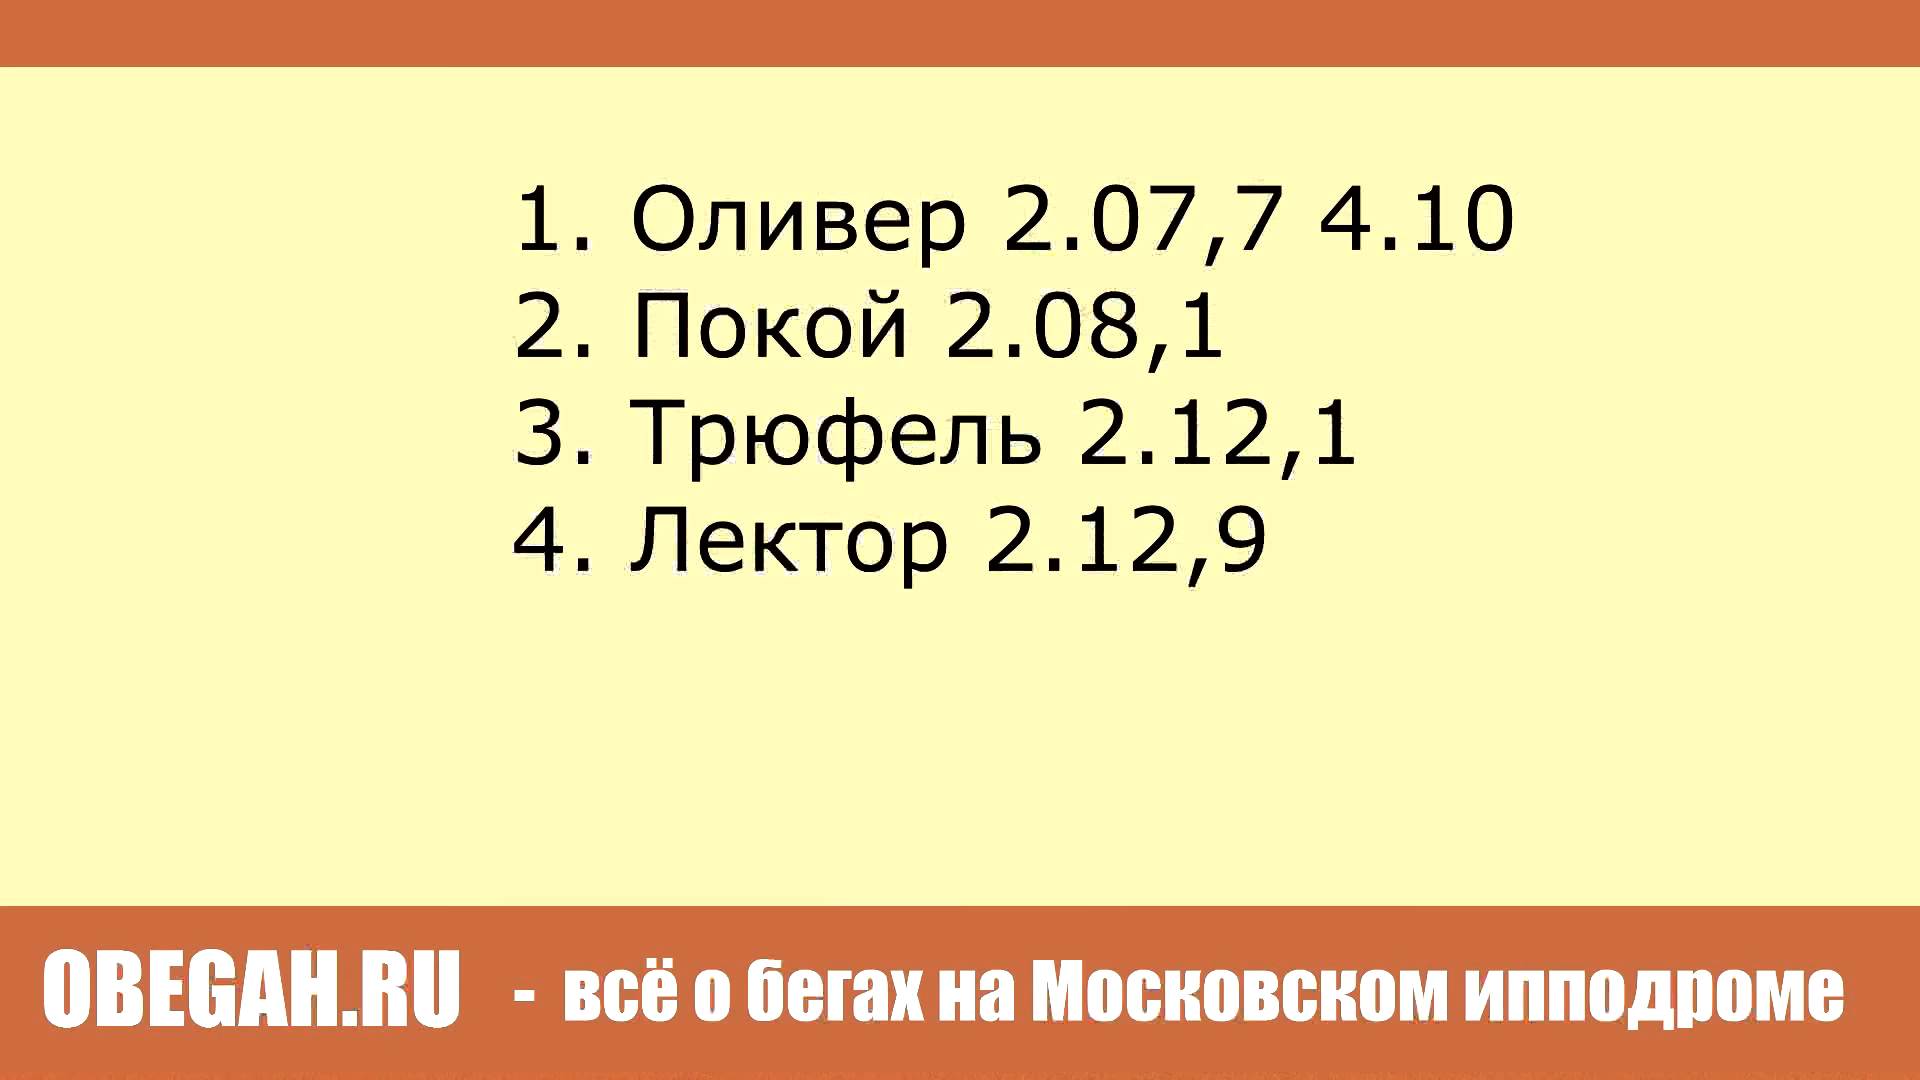 1. Оливер 2.07,7 4.10
2. Покой 2.08,1
3. Трюфель 2.12,1
4. Лектор 2.12,9
OBEGAH.RU - всё о бегах на Московском ипподроме